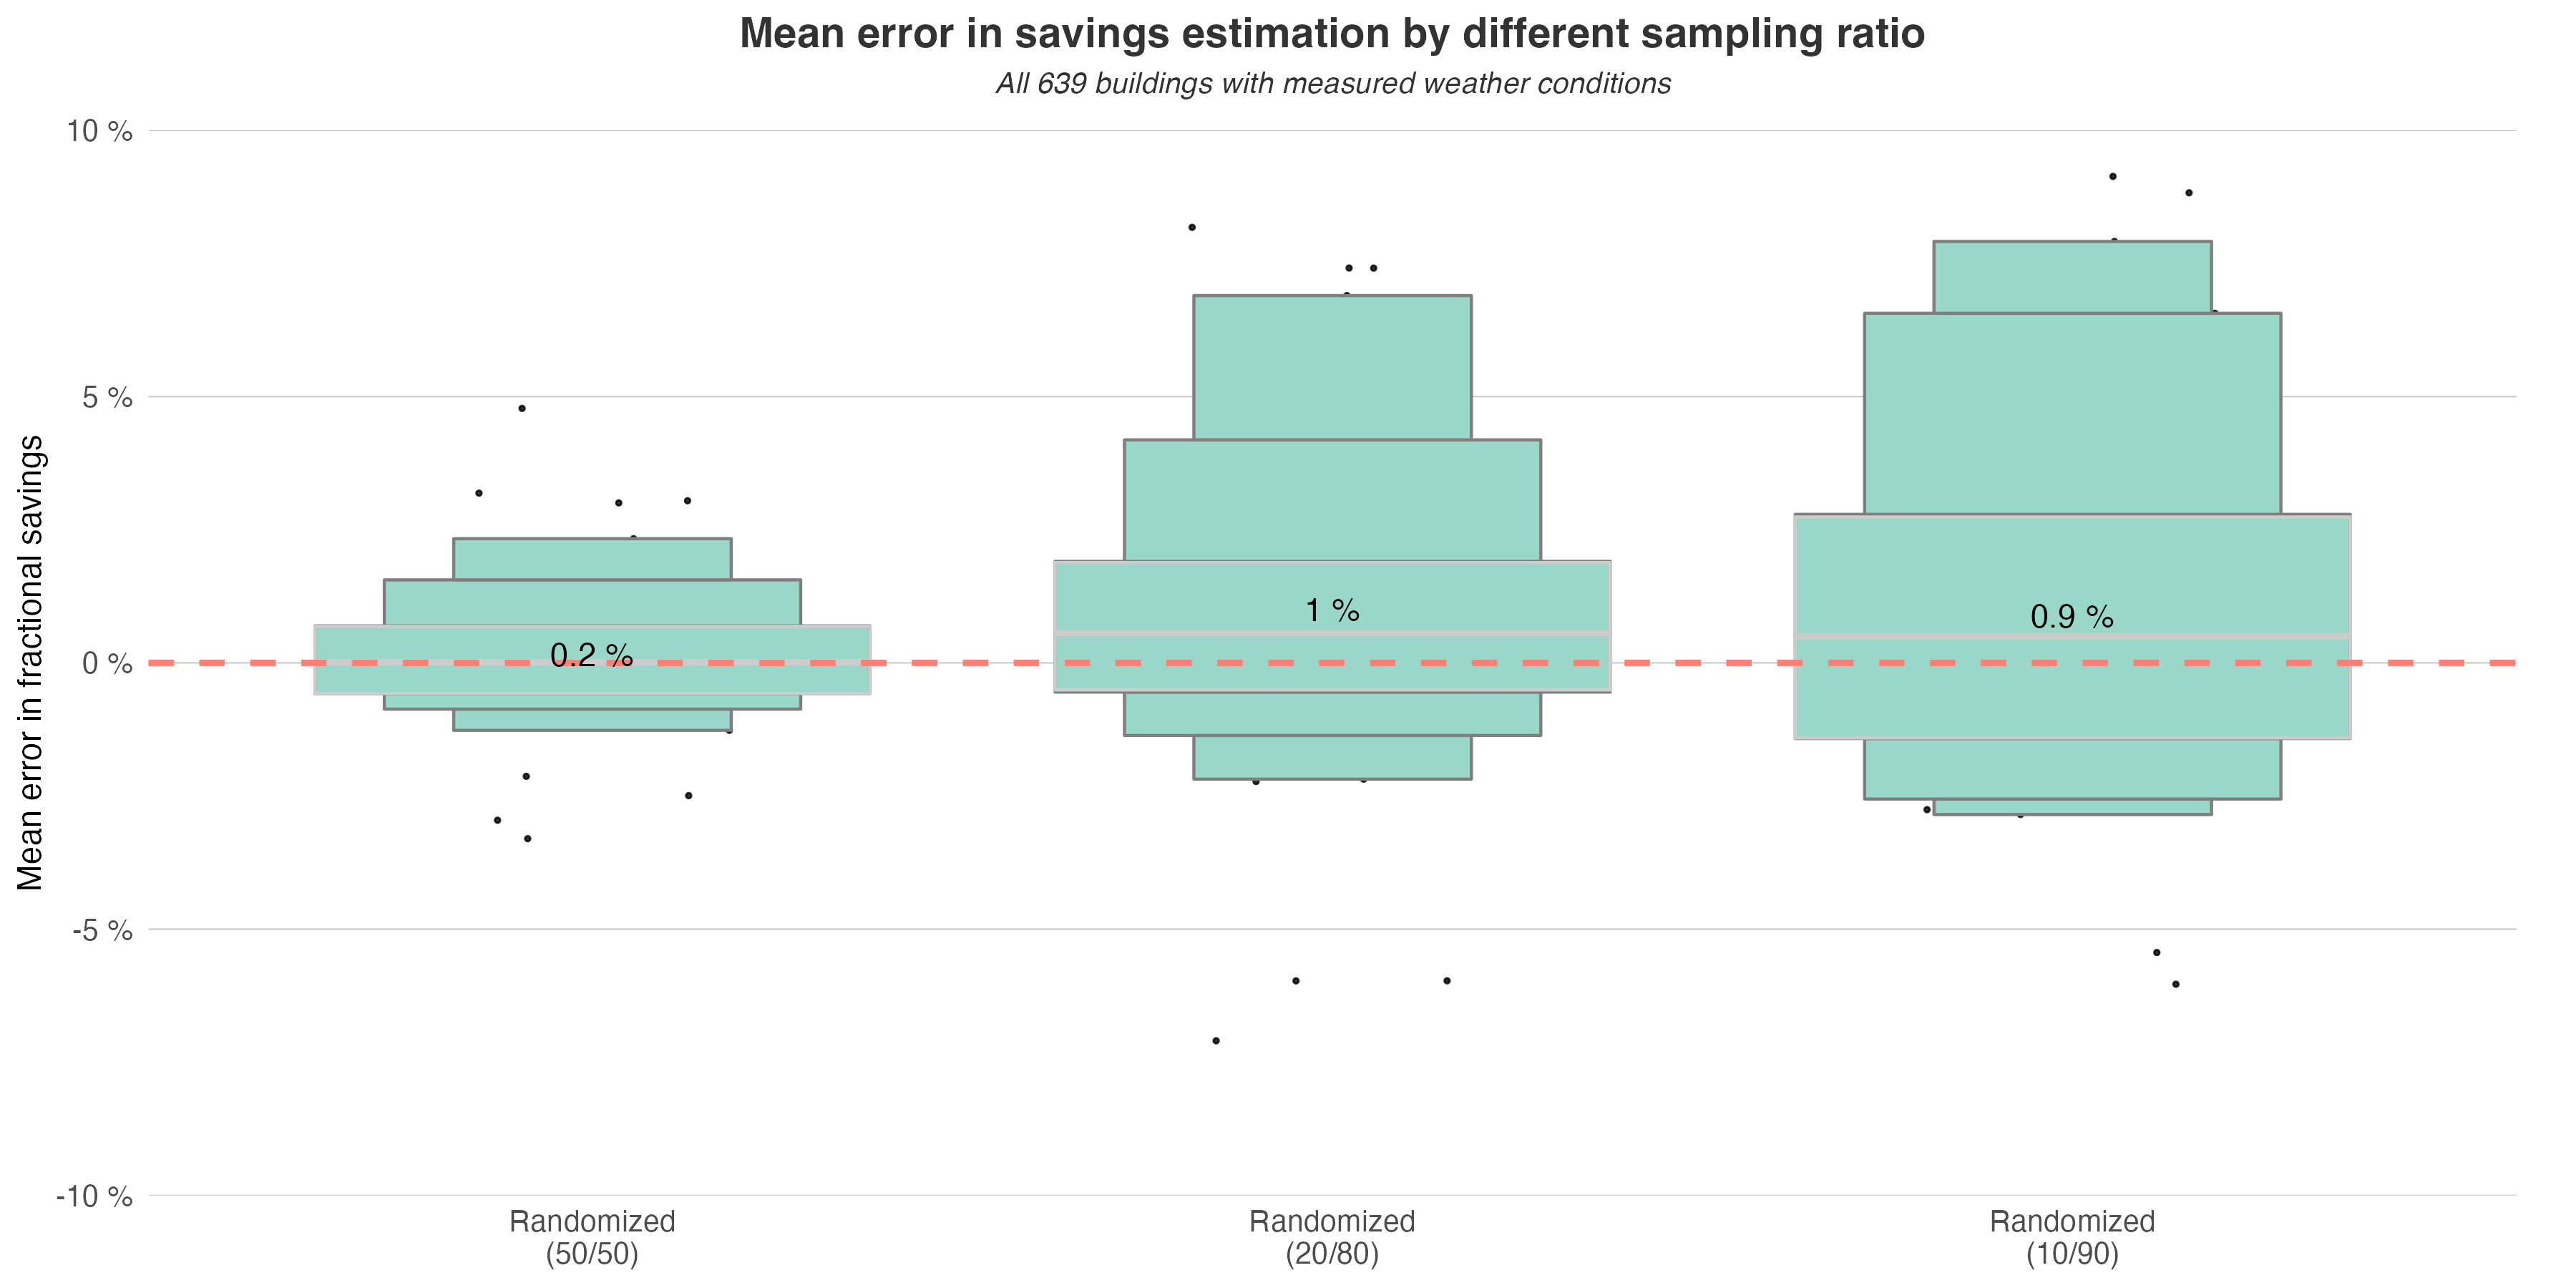 Mean error in savings estimation by different sampling ratio
All 639 buildings with measured weather conditions
Mean error in fractional savings
10 %
5 %
0 %
-5 %
-10 %
0.2 %
1 %
0.9 %
Randomized
(50/50)
Randomized
(20/80)
Randomized
(10/90)